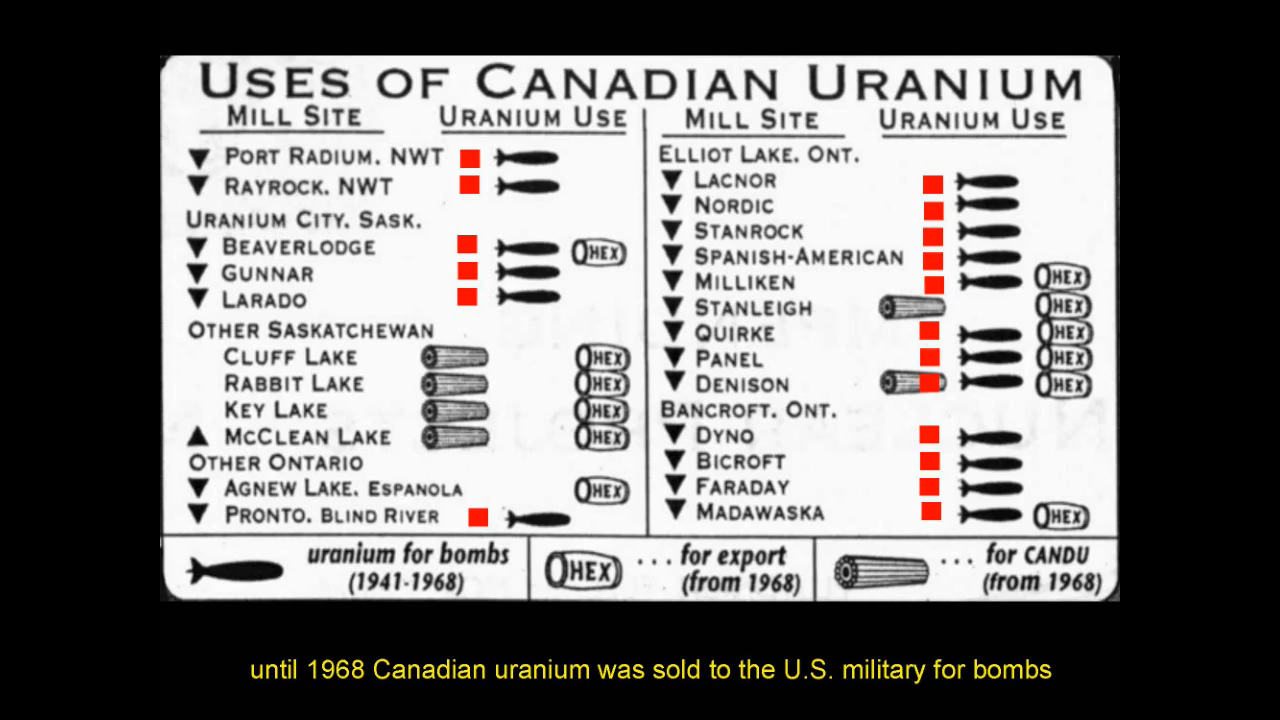 USES OF CANADIAN URANIUM
MILL SITE URANIUM USE
PORT RADIUM, NWT
RAYROCK, NWT
URANIUM CITY, SASK.
BEAVERLODGE HEX
GUNNAR
LARADO
OTHER SASKATCHEWAN
CLUFF LAKE HEX
RABBIT LAKE HEX
KEY LAKE HEX
MCCLEAN LAKE HEX
OTHER ONTARIO
AGNEW LAKE, ESPANOLA HEX
PRONTO, BLIND RIVER
MILL SITE URANIUM USE
ELLIOT LAKE, ONT.
LACNOR
NORDIC
STANROCK
SPANISH-AMERICAN
MILLIKEN HEX
STANLEIGH HEX
QUIRKE HEX
PANEL HEX
DENISON HEX
BANCROFT, ONT.
DYNO
BICROFT
FARADAY
MADAWASKA HEX
uranium for bombs
(1941-1968)
HEX ... for export
(from 1968)
... for CANDU
(from 1968)
until 1968 Canadian uranium was sold to the U.S. military for bombs